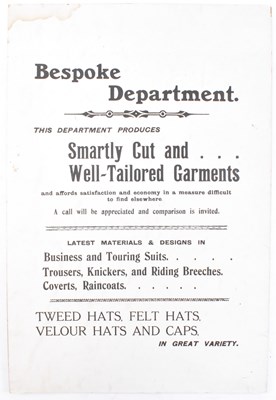 Bespoke
Department.
THIS DEPARTMENT PRODUCES
Smartly Cut and . . .
Well-Tailored Garments
and affords satisfaction and economy in a measure difficult
to find elsewhere
A call will be appreciated and comparison is invited.
LATEST MATERIALS & DESIGNS IN
Business and Touring Suits. . . . .
Trousers, Knickers, and Riding Breeches.
Coverts, Raincoats. . . . . .
TWEED HATS, FELT HATS,
VELOUR HATS AND CAPS,
IN GREAT VARIETY.